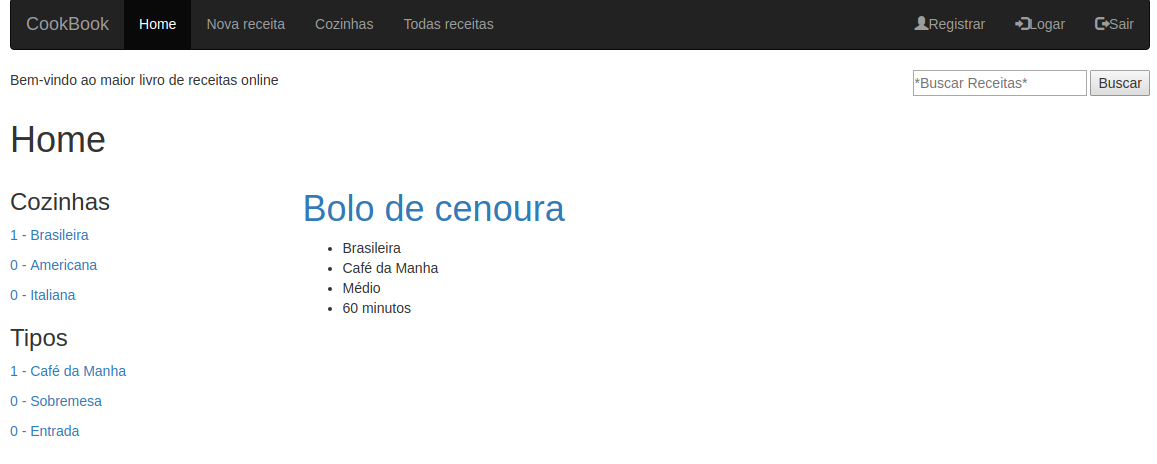 CookBook Home Nova receita Cozinhas Todas receitas Registrar Logar Sair
Bem-vindo ao maior livro de receitas online *Buscar Receitas* Buscar
Home
Cozinhas
1 - Brasileira
0 - Americana
0 - Italiana
Tipos
1 - Café da Manha
0 - Sobremesa
0 - Entrada
Bolo de cenoura
Brasileira
Café da Manha
Médio
60 minutos